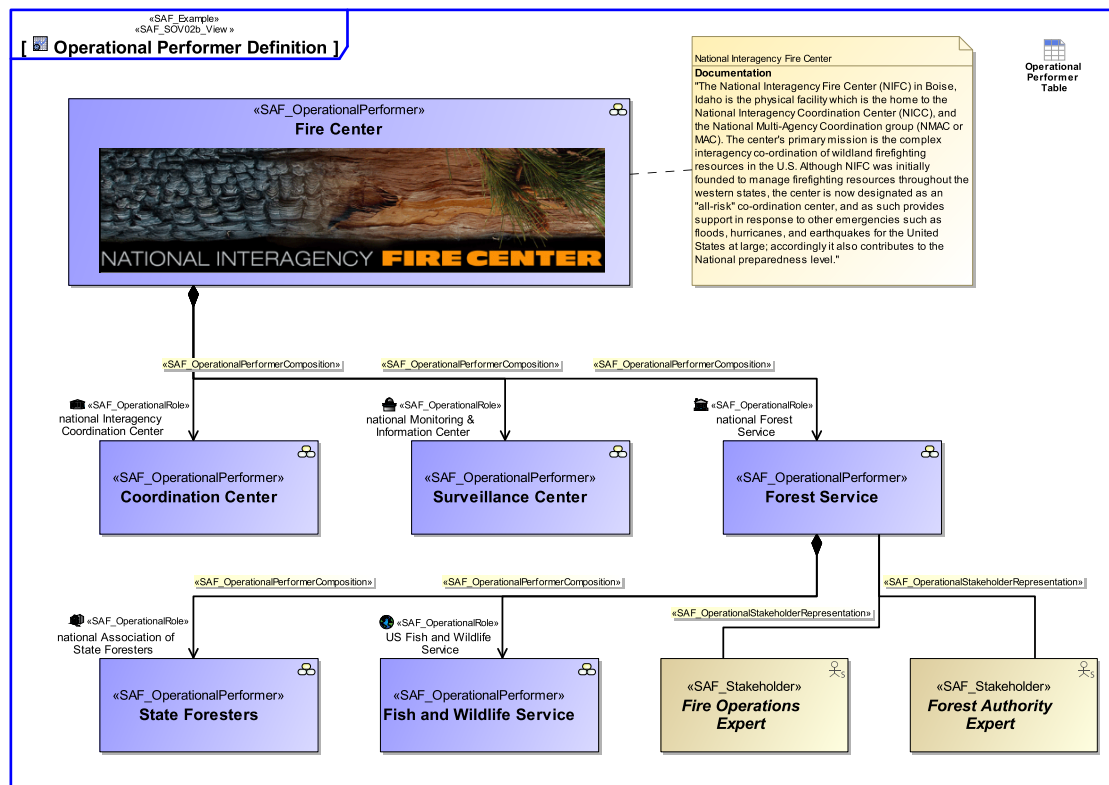 «SAF_Example»
«SAF_SOV02b_View »
[ Operational Performer Definition ]
National Interagency Fire Center
Documentation
"The National Interagency Fire Center (NIFC) in Boise,
Idaho is the physical facility which is the home to the
National Interagency Coordination Center (NICC), and
the National Multi-Agency Coordination group (NMAC or
MAC). The center's primary mission is the complex
interagency co-ordination of wildland firefighting
resources in the U.S. Although NIFC was initially
founded to manage firefighting resources throughout the
western states, the center is now designated as an
"all-risk" co-ordination center, and as such provides
support in response to other emergencies such as
floods, hurricanes, and earthquakes for the United
States at large; accordingly it also contributes to the
National preparedness level."
Operational
Performer
Table
«SAF_OperationalPerformer»
Fire Center
NATIONAL INTERAGENCY FIRE CENTER
«SAF_OperationalPerformerComposition»
«SAF_OperationalPerformerComposition»
«SAF_OperationalPerformerComposition»
«SAF_OperationalRole»
national Interagency
Coordination Center
«SAF_OperationalRole»
national Monitoring &
Information Center
«SAF_OperationalRole»
national Forest
Service
«SAF_OperationalPerformer»
Coordination Center
«SAF_OperationalPerformer»
Surveillance Center
«SAF_OperationalPerformer»
Forest Service
«SAF_OperationalPerformerComposition»
«SAF_OperationalPerformerComposition»
«SAF_OperationalStakeholderRepresentation»
«SAF_OperationalStakeholderRepresentation»
«SAF_OperationalRole»
national Association of
State Foresters
«SAF_OperationalRole»
US Fish and Wildlife
Service
«SAF_OperationalPerformer»
State Foresters
«SAF_OperationalPerformer»
Fish and Wildlife Service
«SAF_Stakeholder»
Fire Operations
Expert
S
«SAF_Stakeholder»
Forest Authority
Expert
S